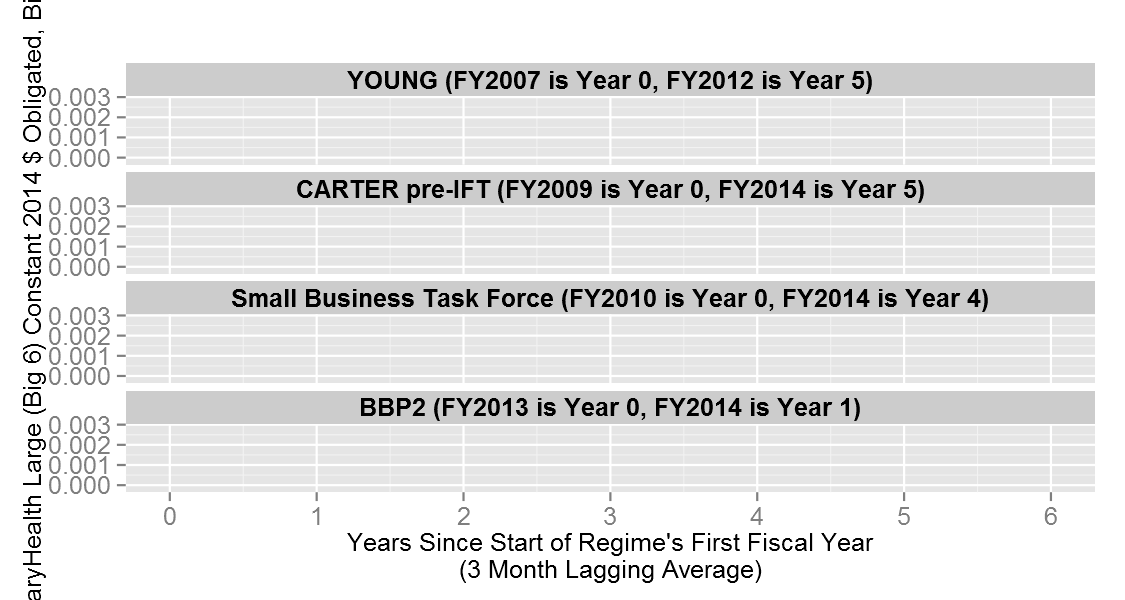 YOUNG (FY2007 is Year 0, FY2012 is Year 5)
0.003
0.002
0.001
0.000
CARTER pre-IFT (FY2009 is Year 0, FY2014 is Year 5)
0.003
0.002
0.001
0.000
Small Business Task Force (FY2010 is Year 0, FY2014 is Year 4)
0.003
0.002
0.001
0.000
BBP2 (FY2013 is Year 0, FY2014 is Year 1)
0.003
0.002
0.001
0.000
0 1 2 3 4 5 6
Years Since Start of Regime's First Fiscal Year
(3 Month Lagging Average)
aryHealth Large (Big 6) Constant 2014 $ Obligated, Bi